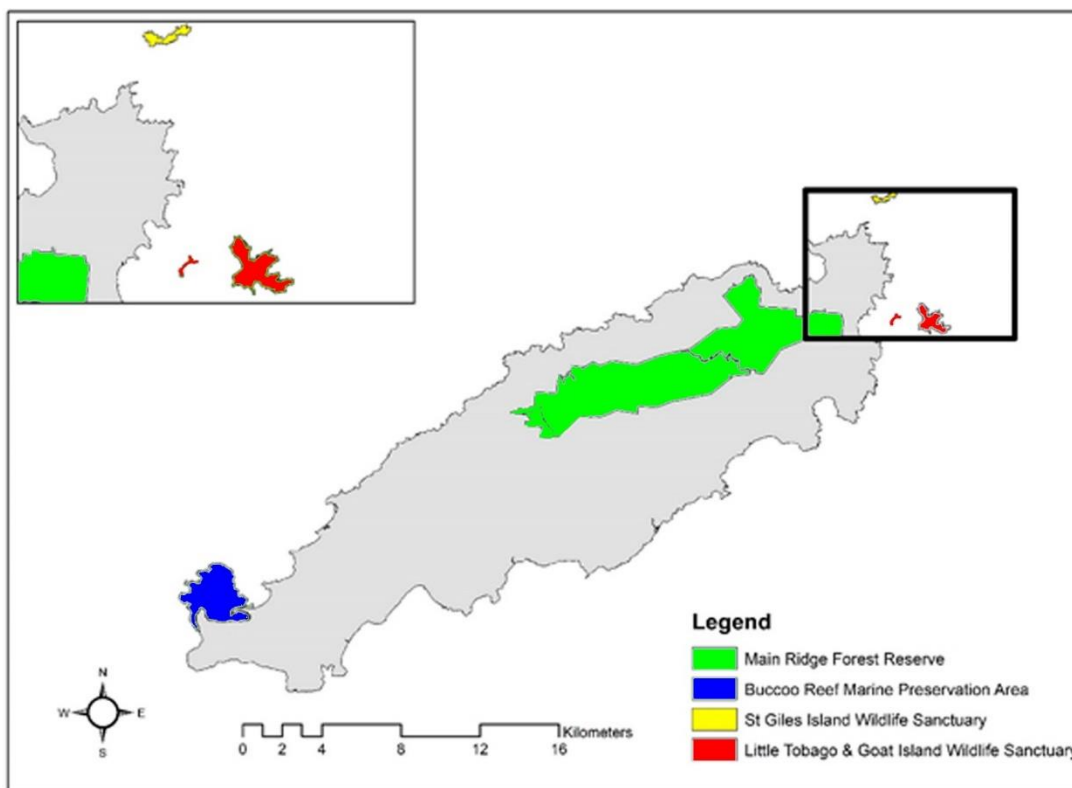 Legend
Main Ridge Forest Reserve
Buccoo Reef Marine Preservation Area
St Giles Island Wildlife Sanctuary
Little Tobago & Goat Island Wildlife Sanctuary
N
W E
S
Kilometers
0 2 4 8 12 16